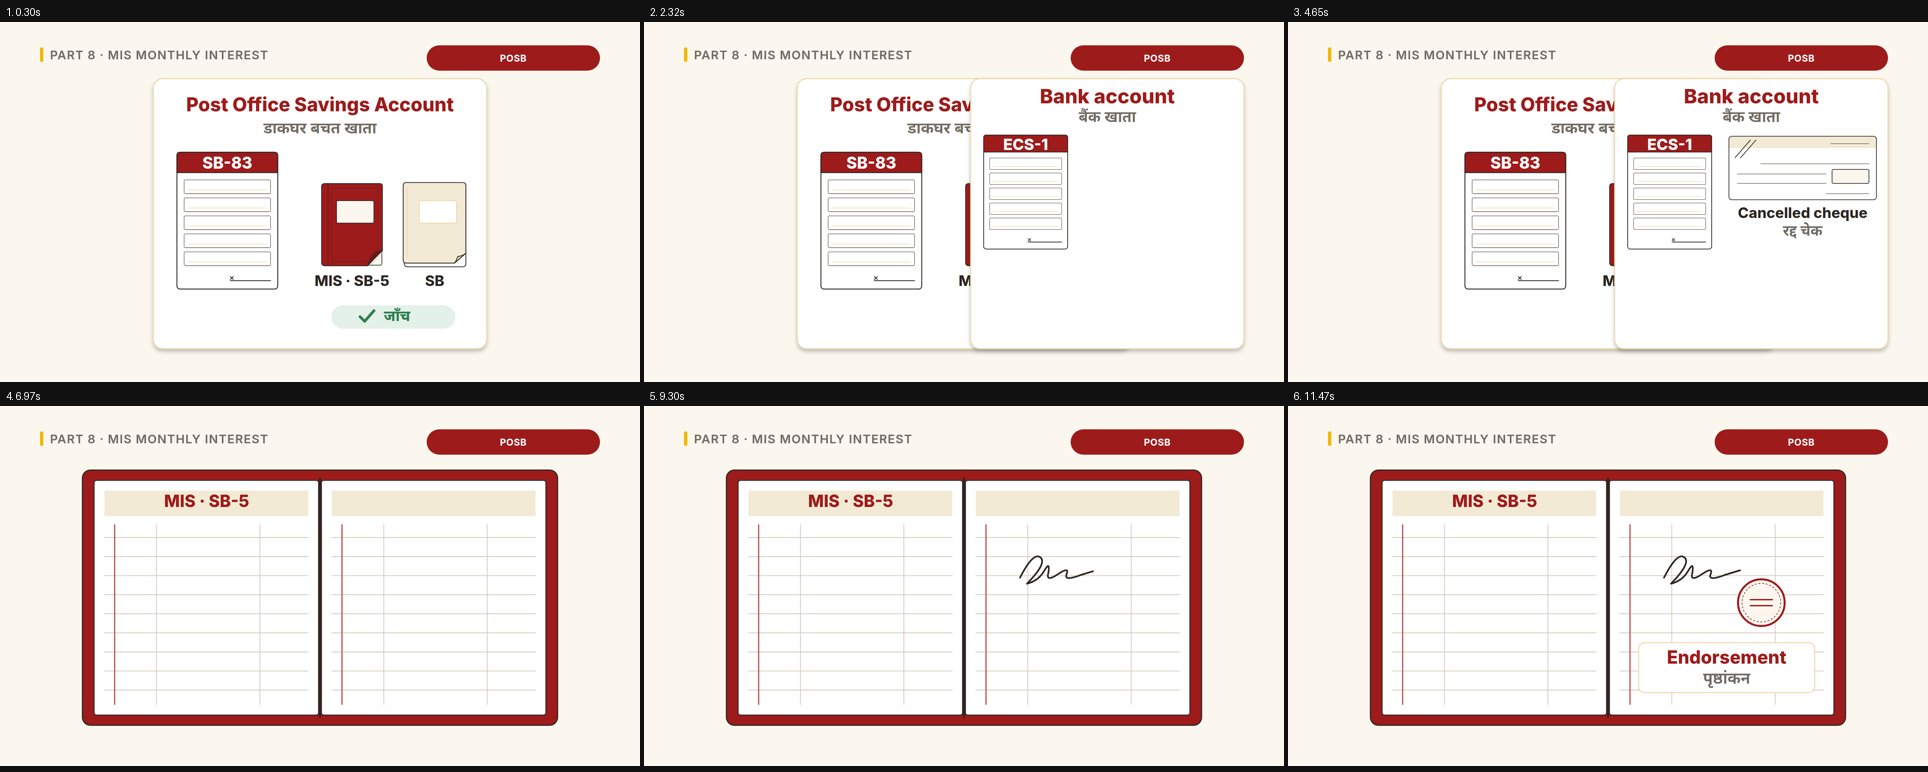 1. 0.30s
PART 8 · MIS MONTHLY INTEREST
POSB
Post Office Savings Account
डाकघर बचत खाता
SB-83
MIS · SB-5
SB
जाँच
2. 2.32s
PART 8 · MIS MONTHLY INTEREST
POSB
Post Office Sav
डाकघर बच
SB-83
M
Bank account
बैंक खाता
ECS-1
3. 4.65s
PART 8 · MIS MONTHLY INTEREST
POSB
Post Office Sav
डाकघर बच
SB-83
M
Bank account
बैंक खाता
ECS-1
Cancelled cheque
रद्द चेक
4. 6.97s
PART 8 · MIS MONTHLY INTEREST
POSB
MIS · SB-5
5. 9.30s
PART 8 · MIS MONTHLY INTEREST
POSB
MIS · SB-5
6. 11.47s
PART 8 · MIS MONTHLY INTEREST
POSB
MIS · SB-5
Endorsement
पृष्ठांकन